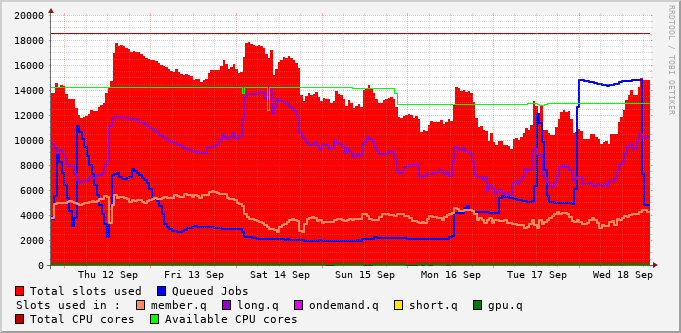 20000
18000
16000
14000
12000
10000
8000
6000
4000
2000
0
Thu 12 Sep Fri 13 Sep Sat 14 Sep Sun 15 Sep Mon 16 Sep Tue 17 Sep Wed 18 Sep
Total slots used Queued Jobs
Slots used in : member.q long.q ondemand.q short.q gpu.q
Total CPU cores Available CPU cores
RRDTOOL / TOBI OETIKER